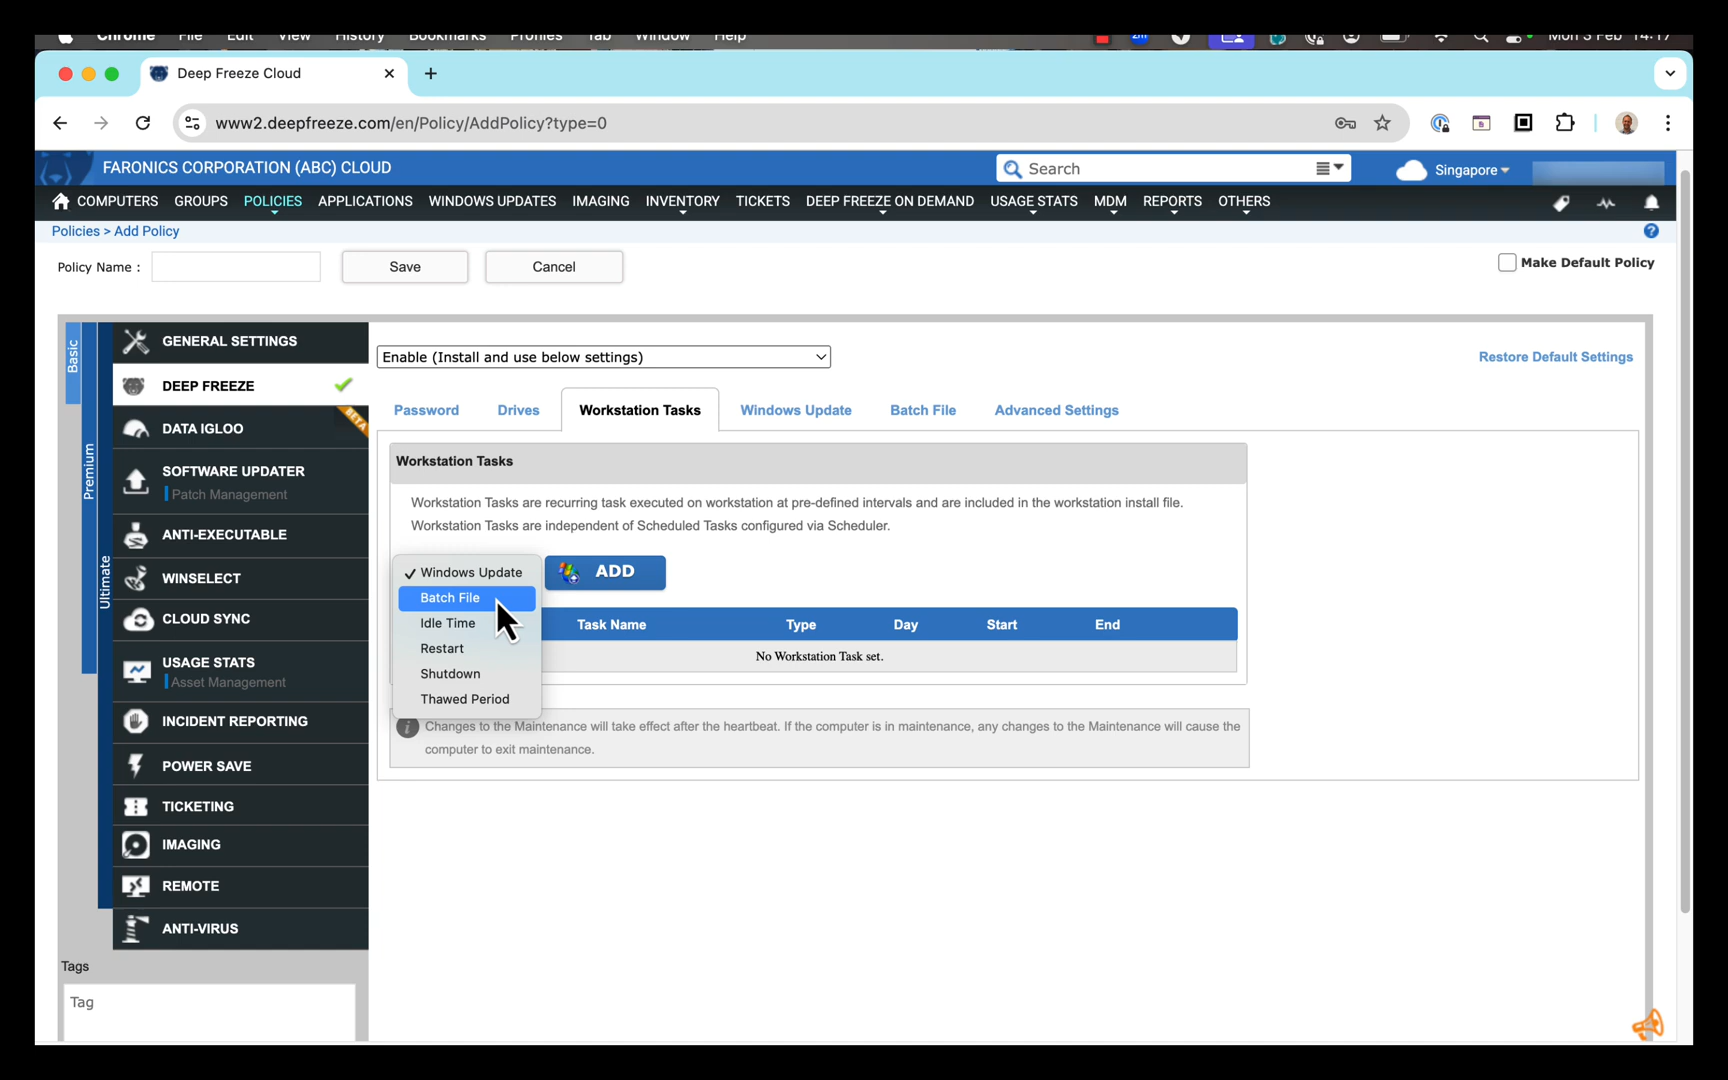 Chrome File Edit View History Bookmarks Profiles Tab Window Help Mon 3 Feb 14:17
Deep Freeze Cloud
www2.deepfreeze.com/en/Policy/AddPolicy?type=0
FARONICS CORPORATION (ABC) CLOUD
Search
Singapore
COMPUTERS GROUPS POLICIES APPLICATIONS WINDOWS UPDATES IMAGING INVENTORY TICKETS DEEP FREEZE ON DEMAND USAGE STATS MDM REPORTS OTHERS
Policies > Add Policy
Policy Name :
Save
Cancel
Make Default Policy
Basic
Premium
Ultimate
GENERAL SETTINGS
DEEP FREEZE
DATA IGLOO
BETA
SOFTWARE UPDATER
Patch Management
ANTI-EXECUTABLE
WINSELECT
CLOUD SYNC
USAGE STATS
Asset Management
INCIDENT REPORTING
POWER SAVE
TICKETING
IMAGING
REMOTE
ANTI-VIRUS
Tags
Tag
Enable (Install and use below settings)
Restore Default Settings
Password Drives Workstation Tasks Windows Update Batch File Advanced Settings
Workstation Tasks
Workstation Tasks are recurring task executed on workstation at pre-defined intervals and are included in the workstation install file.
Workstation Tasks are independent of Scheduled Tasks configured via Scheduler.
Windows Update
Batch File
Idle Time
Restart
Shutdown
Thawed Period
ADD
Task Name Type Day Start End
No Workstation Task set.
Changes to the Maintenance will take effect after the heartbeat. If the computer is in maintenance, any changes to the Maintenance will cause the
computer to exit maintenance.